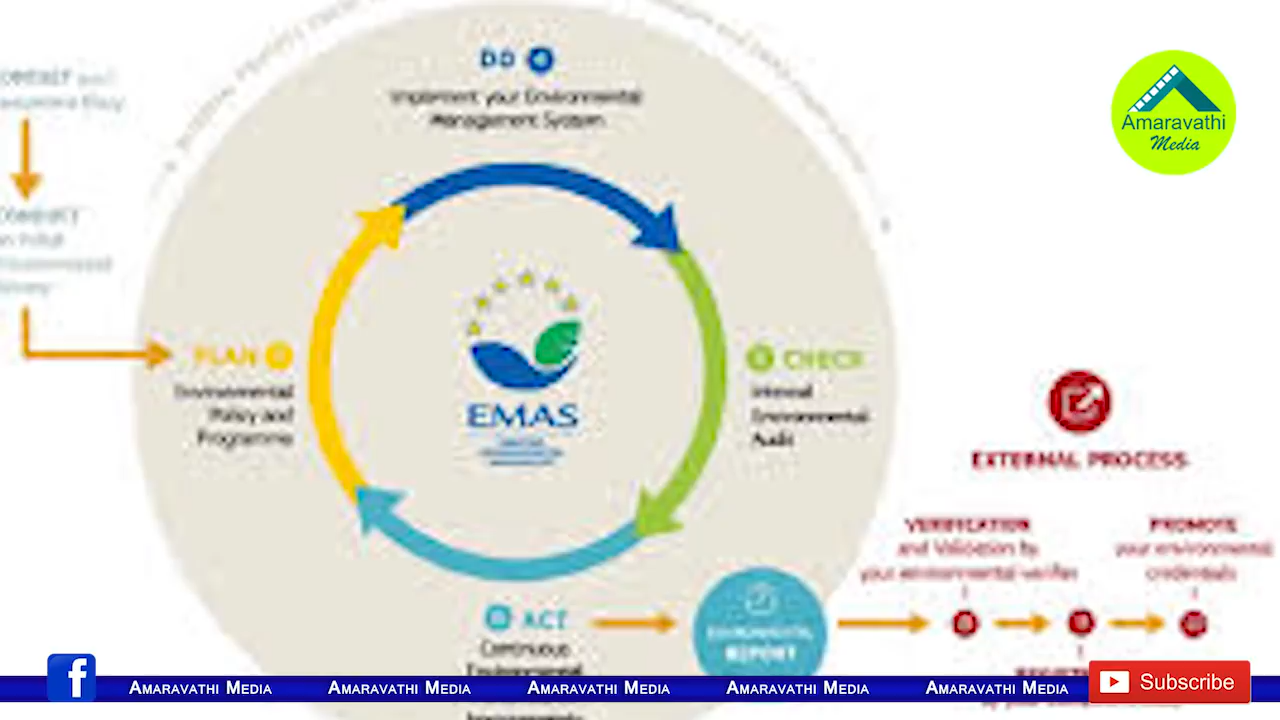 DO
Implement your Environmental
Management System
Amaravathi
Media
PLAN
Environmental
Policy and
Programme
CHECK
Internal
Environmental
Audit
EMAS
EXTERNAL PROCESS
VERIFICATION
and Validation by
your environmental verifier
PROMOTE
your environmental
credentials
ACT
Continuous
Environmental
ENVIRONMENTAL
REPORT
Amaravathi Media Amaravathi Media Amaravathi Media Amaravathi Media Amaravathi Media
Subscribe